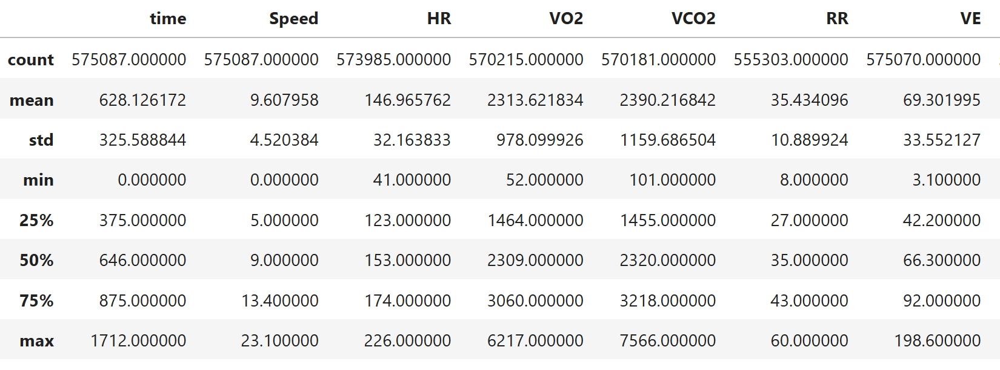 time Speed HR VO2 VCO2 RR VE
count 575087.000000 575087.000000 573985.000000 570215.000000 570181.000000 555303.000000 575070.000000
mean 628.126172 9.607958 146.965762 2313.621834 2390.216842 35.434096 69.301995
std 325.588844 4.520384 32.163833 978.099926 1159.686504 10.889924 33.552127
min 0.000000 0.000000 41.000000 52.000000 101.000000 8.000000 3.100000
25% 375.000000 5.000000 123.000000 1464.000000 1455.000000 27.000000 42.200000
50% 646.000000 9.000000 153.000000 2309.000000 2320.000000 35.000000 66.300000
75% 875.000000 13.400000 174.000000 3060.000000 3218.000000 43.000000 92.000000
max 1712.000000 23.100000 226.000000 6217.000000 7566.000000 60.000000 198.600000